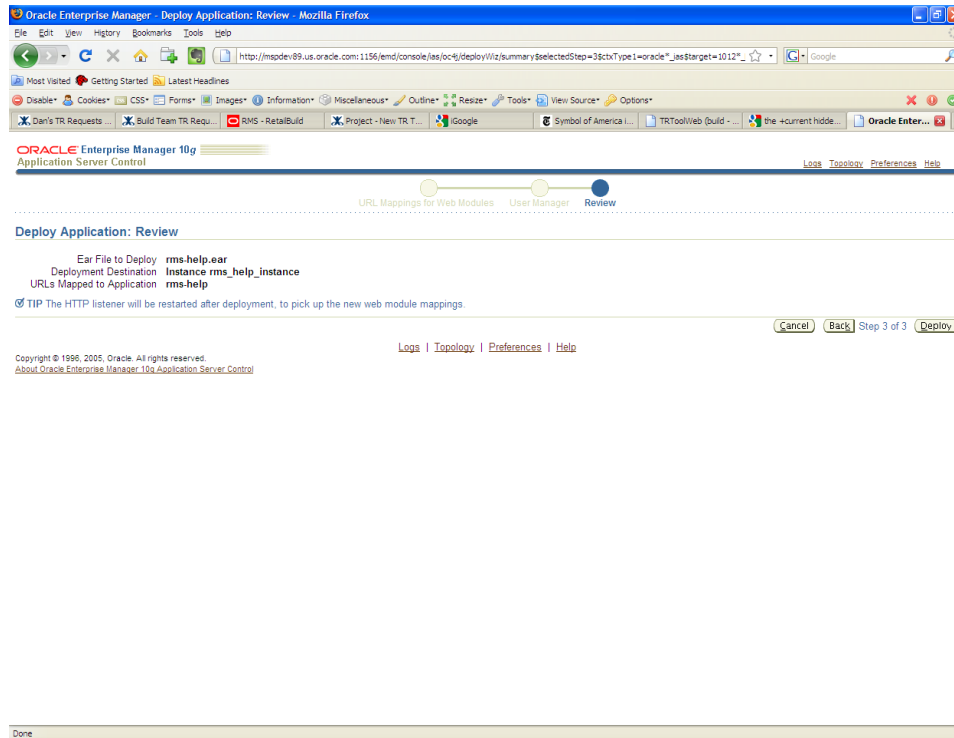 Oracle Enterprise Manager - Deploy Application: Review - Mozilla Firefox
File Edit View History Bookmarks Tools Help
http://mspdev89.us.oracle.com:1156/emd/console/ias/oc4j/deployWiz/summary$selectedStep=3$ctxType1=oracle*_ias$target=1012*_ Google
Most Visited Getting Started Latest Headlines
Disable Cookies CSS Forms Images Information Miscellaneous Outline Resize Tools View Source Options
Dan's TR Requests ... Build Team TR Requ... RMS - RetailBuild Project - New TR T... iGoogle Symbol of America i... TRToolWeb (build - ... the +current hidde... Oracle Enter...
ORACLE Enterprise Manager 10g
Application Server Control
Logs Topology Preferences Help
URL Mappings for Web Modules User Manager Review
Deploy Application: Review
Ear File to Deploy rms-help.ear
Deployment Destination Instance rms_help_instance
URLs Mapped to Application rms-help
TIP The HTTP listener will be restarted after deployment, to pick up the new web module mappings.
Cancel Back Step 3 of 3 Deploy
Logs | Topology | Preferences | Help
Copyright © 1996, 2005, Oracle. All rights reserved.
About Oracle Enterprise Manager 10g Application Server Control
Done